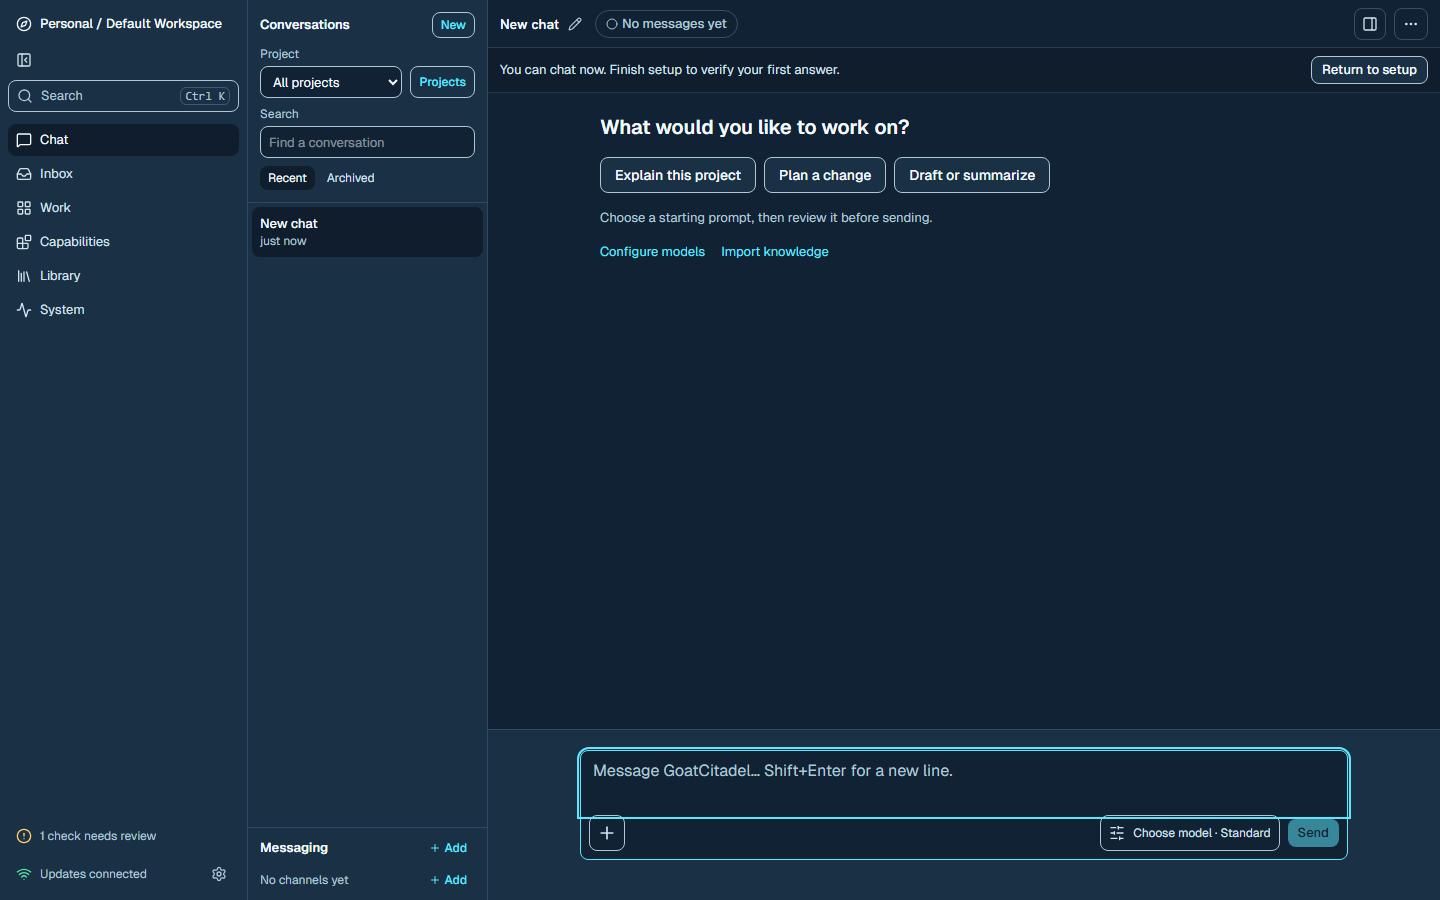 Personal / Default Workspace
Search
Ctrl K
Chat
Inbox
Work
Capabilities
Library
System
1 check needs review
Updates connected
Conversations
New
Project
All projects
Projects
Search
Find a conversation
Recent
Archived
New chat
just now
Messaging
+ Add
No channels yet
+ Add
New chat
No messages yet
You can chat now. Finish setup to verify your first answer.
Return to setup
What would you like to work on?
Explain this project
Plan a change
Draft or summarize
Choose a starting prompt, then review it before sending.
Configure models
Import knowledge
Message GoatCitadel... Shift+Enter for a new line.
Choose model · Standard
Send